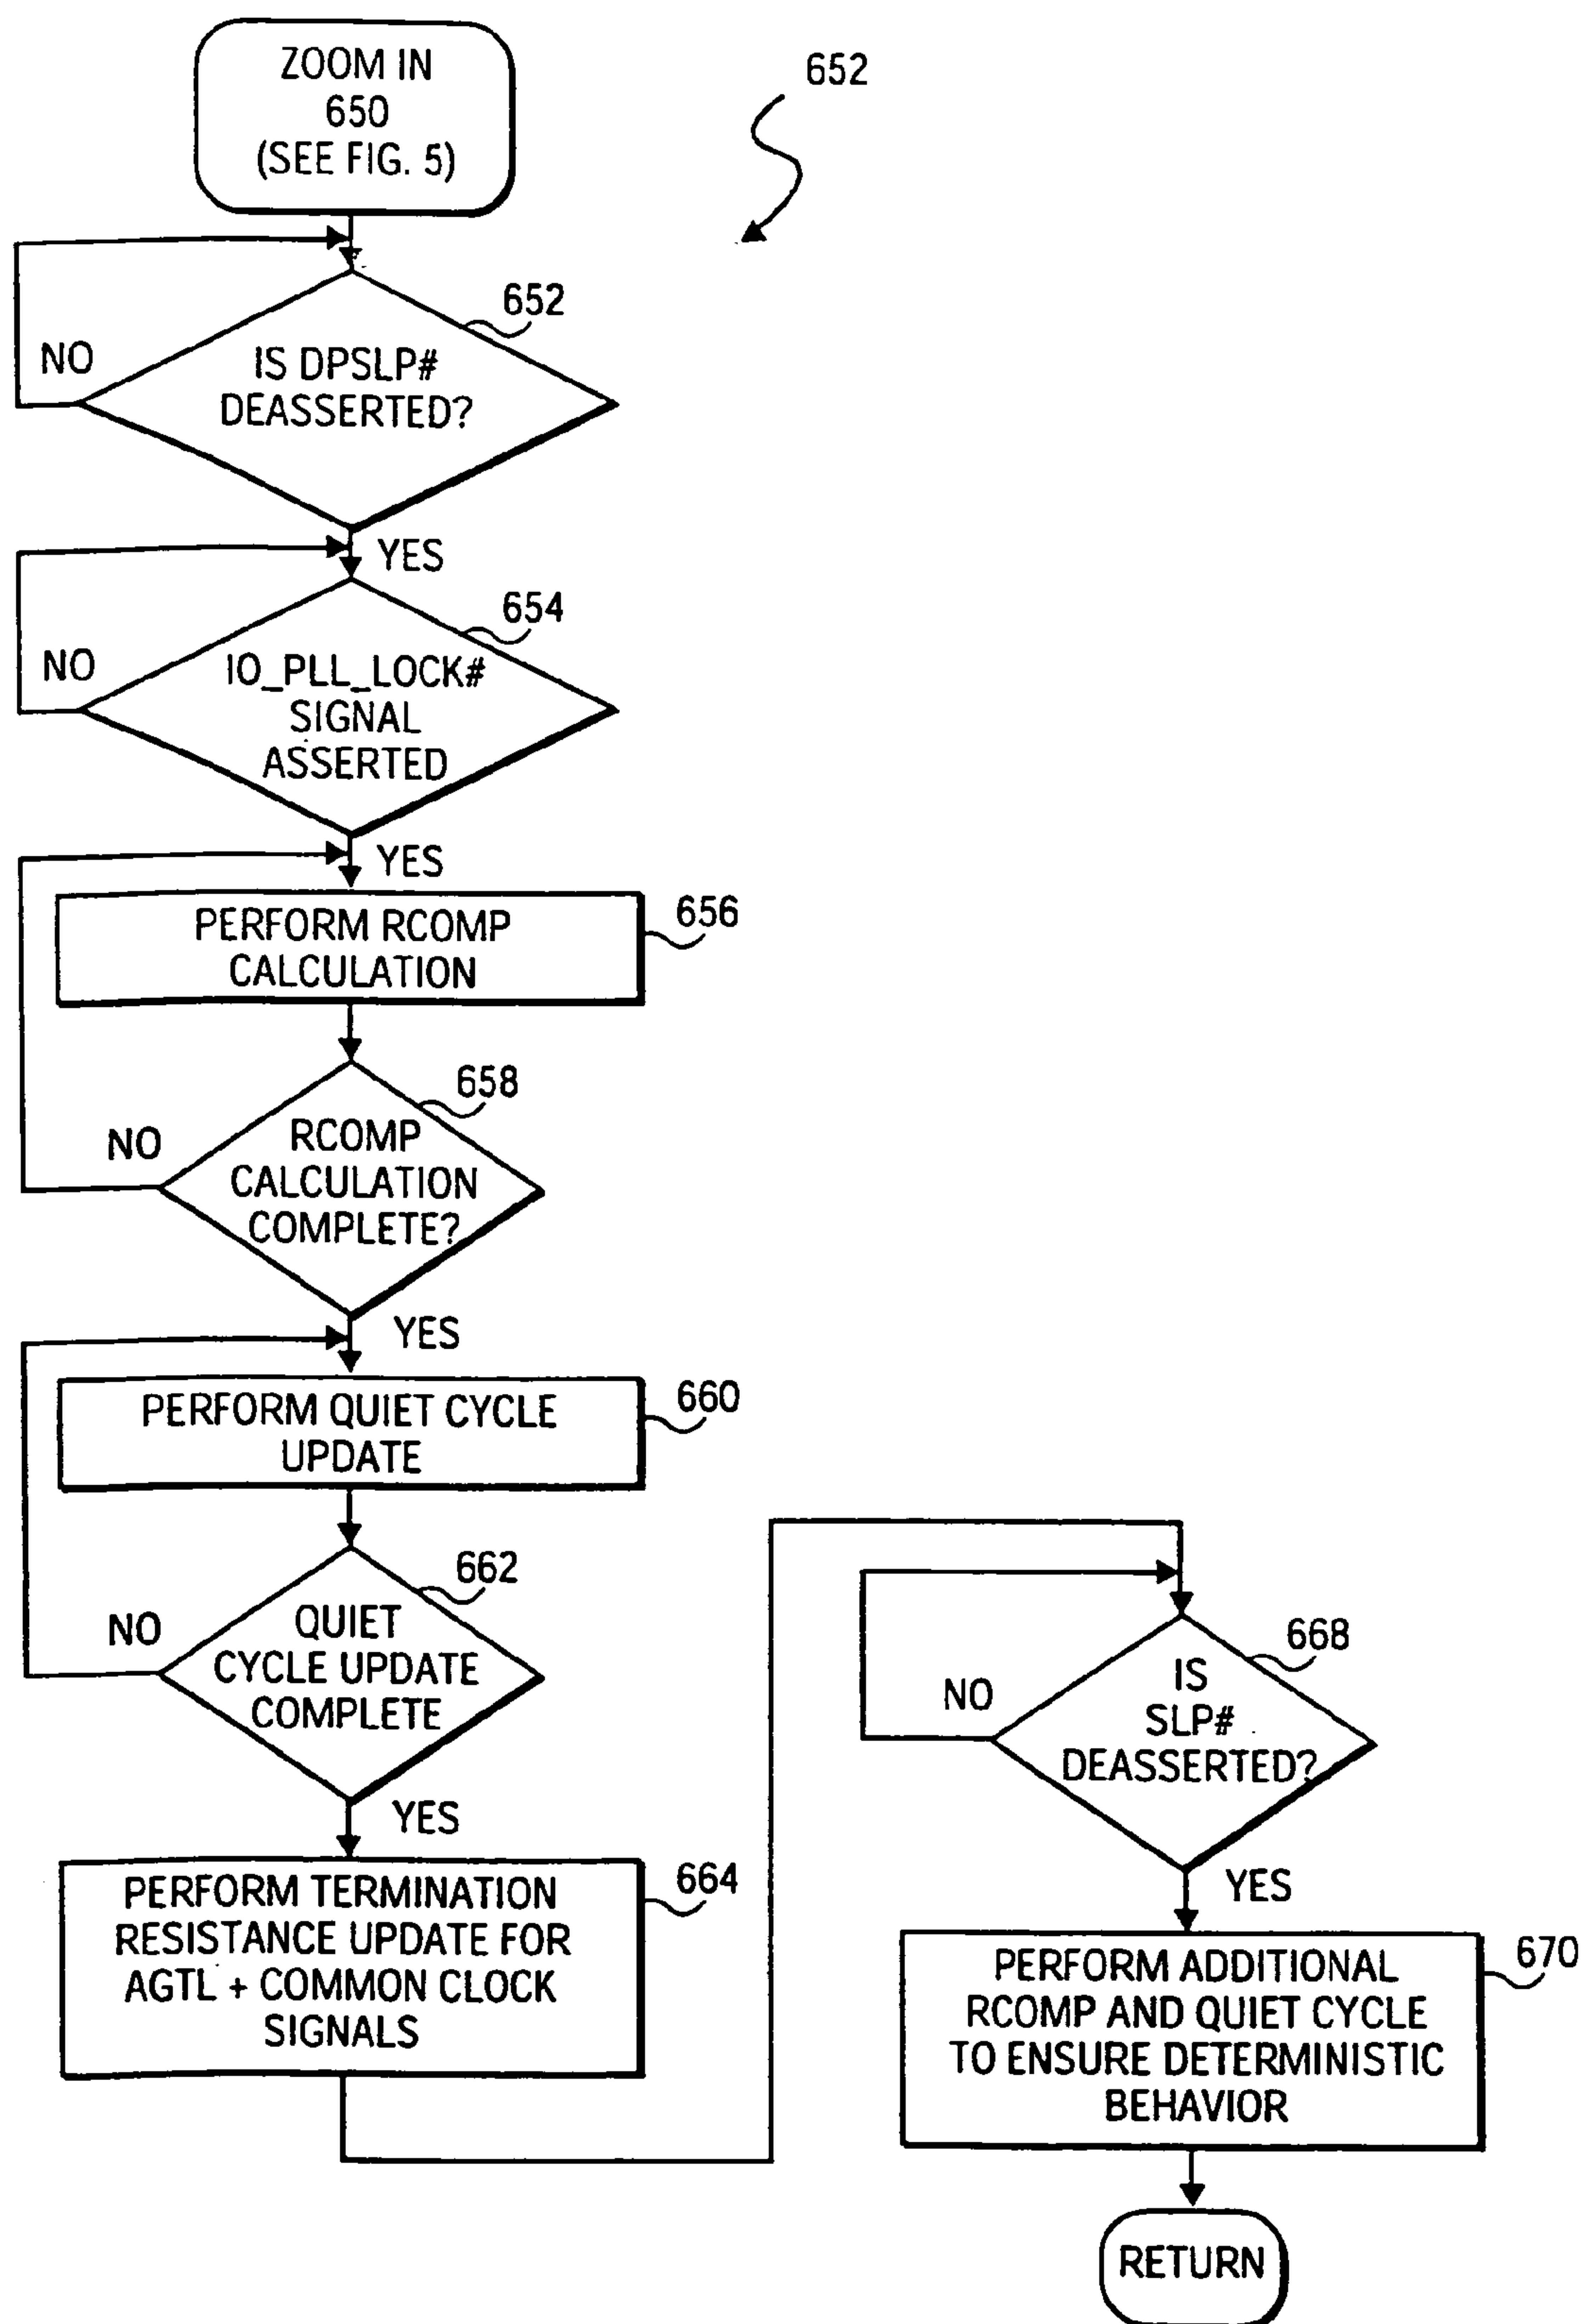 ZOOM IN
650
(SEE FIG. 5)
652
652
IS DPSLP#
DEASSERTED?
NO
YES
654
IO_PLL_LOCK#
SIGNAL
ASSERTED
NO
YES
PERFORM RCOMP
CALCULATION
656
658
RCOMP
CALCULATION
COMPLETE?
NO
YES
PERFORM QUIET CYCLE
UPDATE
660
662
QUIET
CYCLE UPDATE
COMPLETE
NO
YES
PERFORM TERMINATION
RESISTANCE UPDATE FOR
AGTL + COMMON CLOCK
SIGNALS
664
668
IS
SLP#
DEASSERTED?
NO
YES
PERFORM ADDITIONAL
RCOMP AND QUIET CYCLE
TO ENSURE DETERMINISTIC
BEHAVIOR
670
RETURN